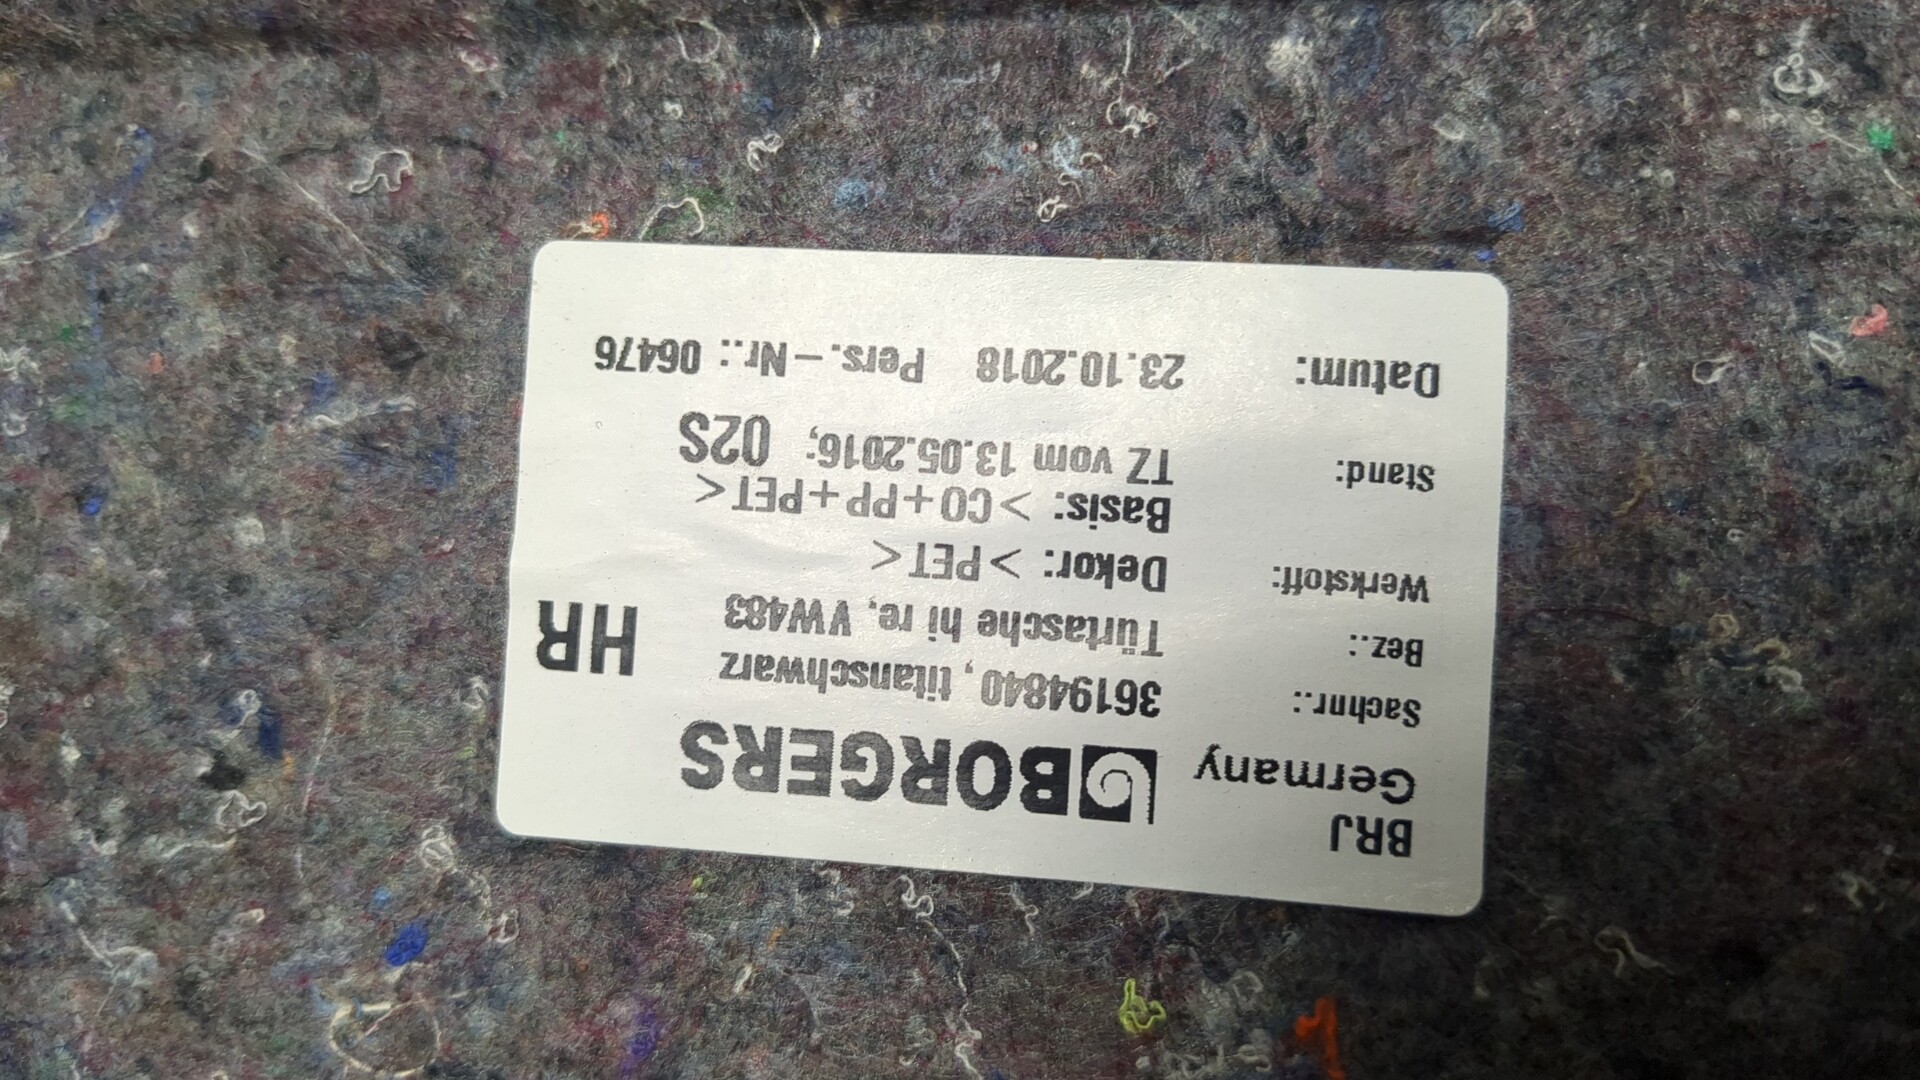 BRJ
Germany BORGERS
Sachnr.: 36194840, titanschwarz
Bez.: Türtasche hi re, VW483 HR
Werkstoff: Dekor: >PET<
Basis: >CO+PP+PET<
Stand: TZ vom 13.05.2016; 02S
Datum: 23.10.2018 Pers.-Nr.: 06476